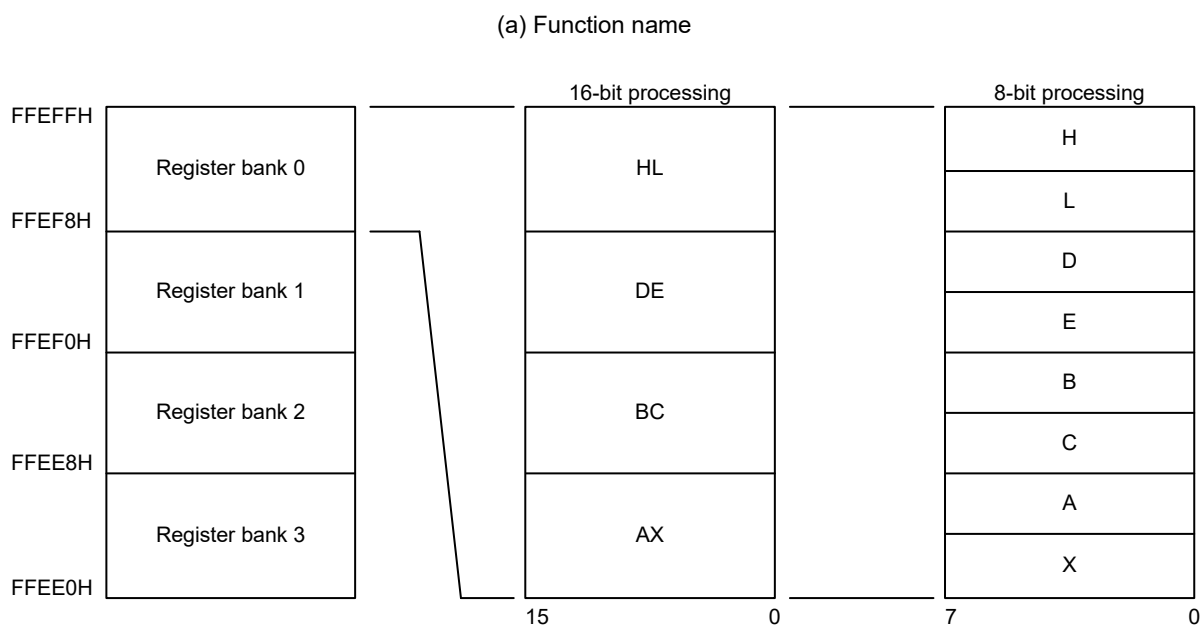 (a) Function name
16-bit processing
8-bit processing
FFEFFH
Register bank 0
HL
H
L
FFEF8H
Register bank 1
DE
D
E
FFEF0H
Register bank 2
BC
B
C
FFEE8H
Register bank 3
AX
A
X
FFEE0H
15
0
7
0